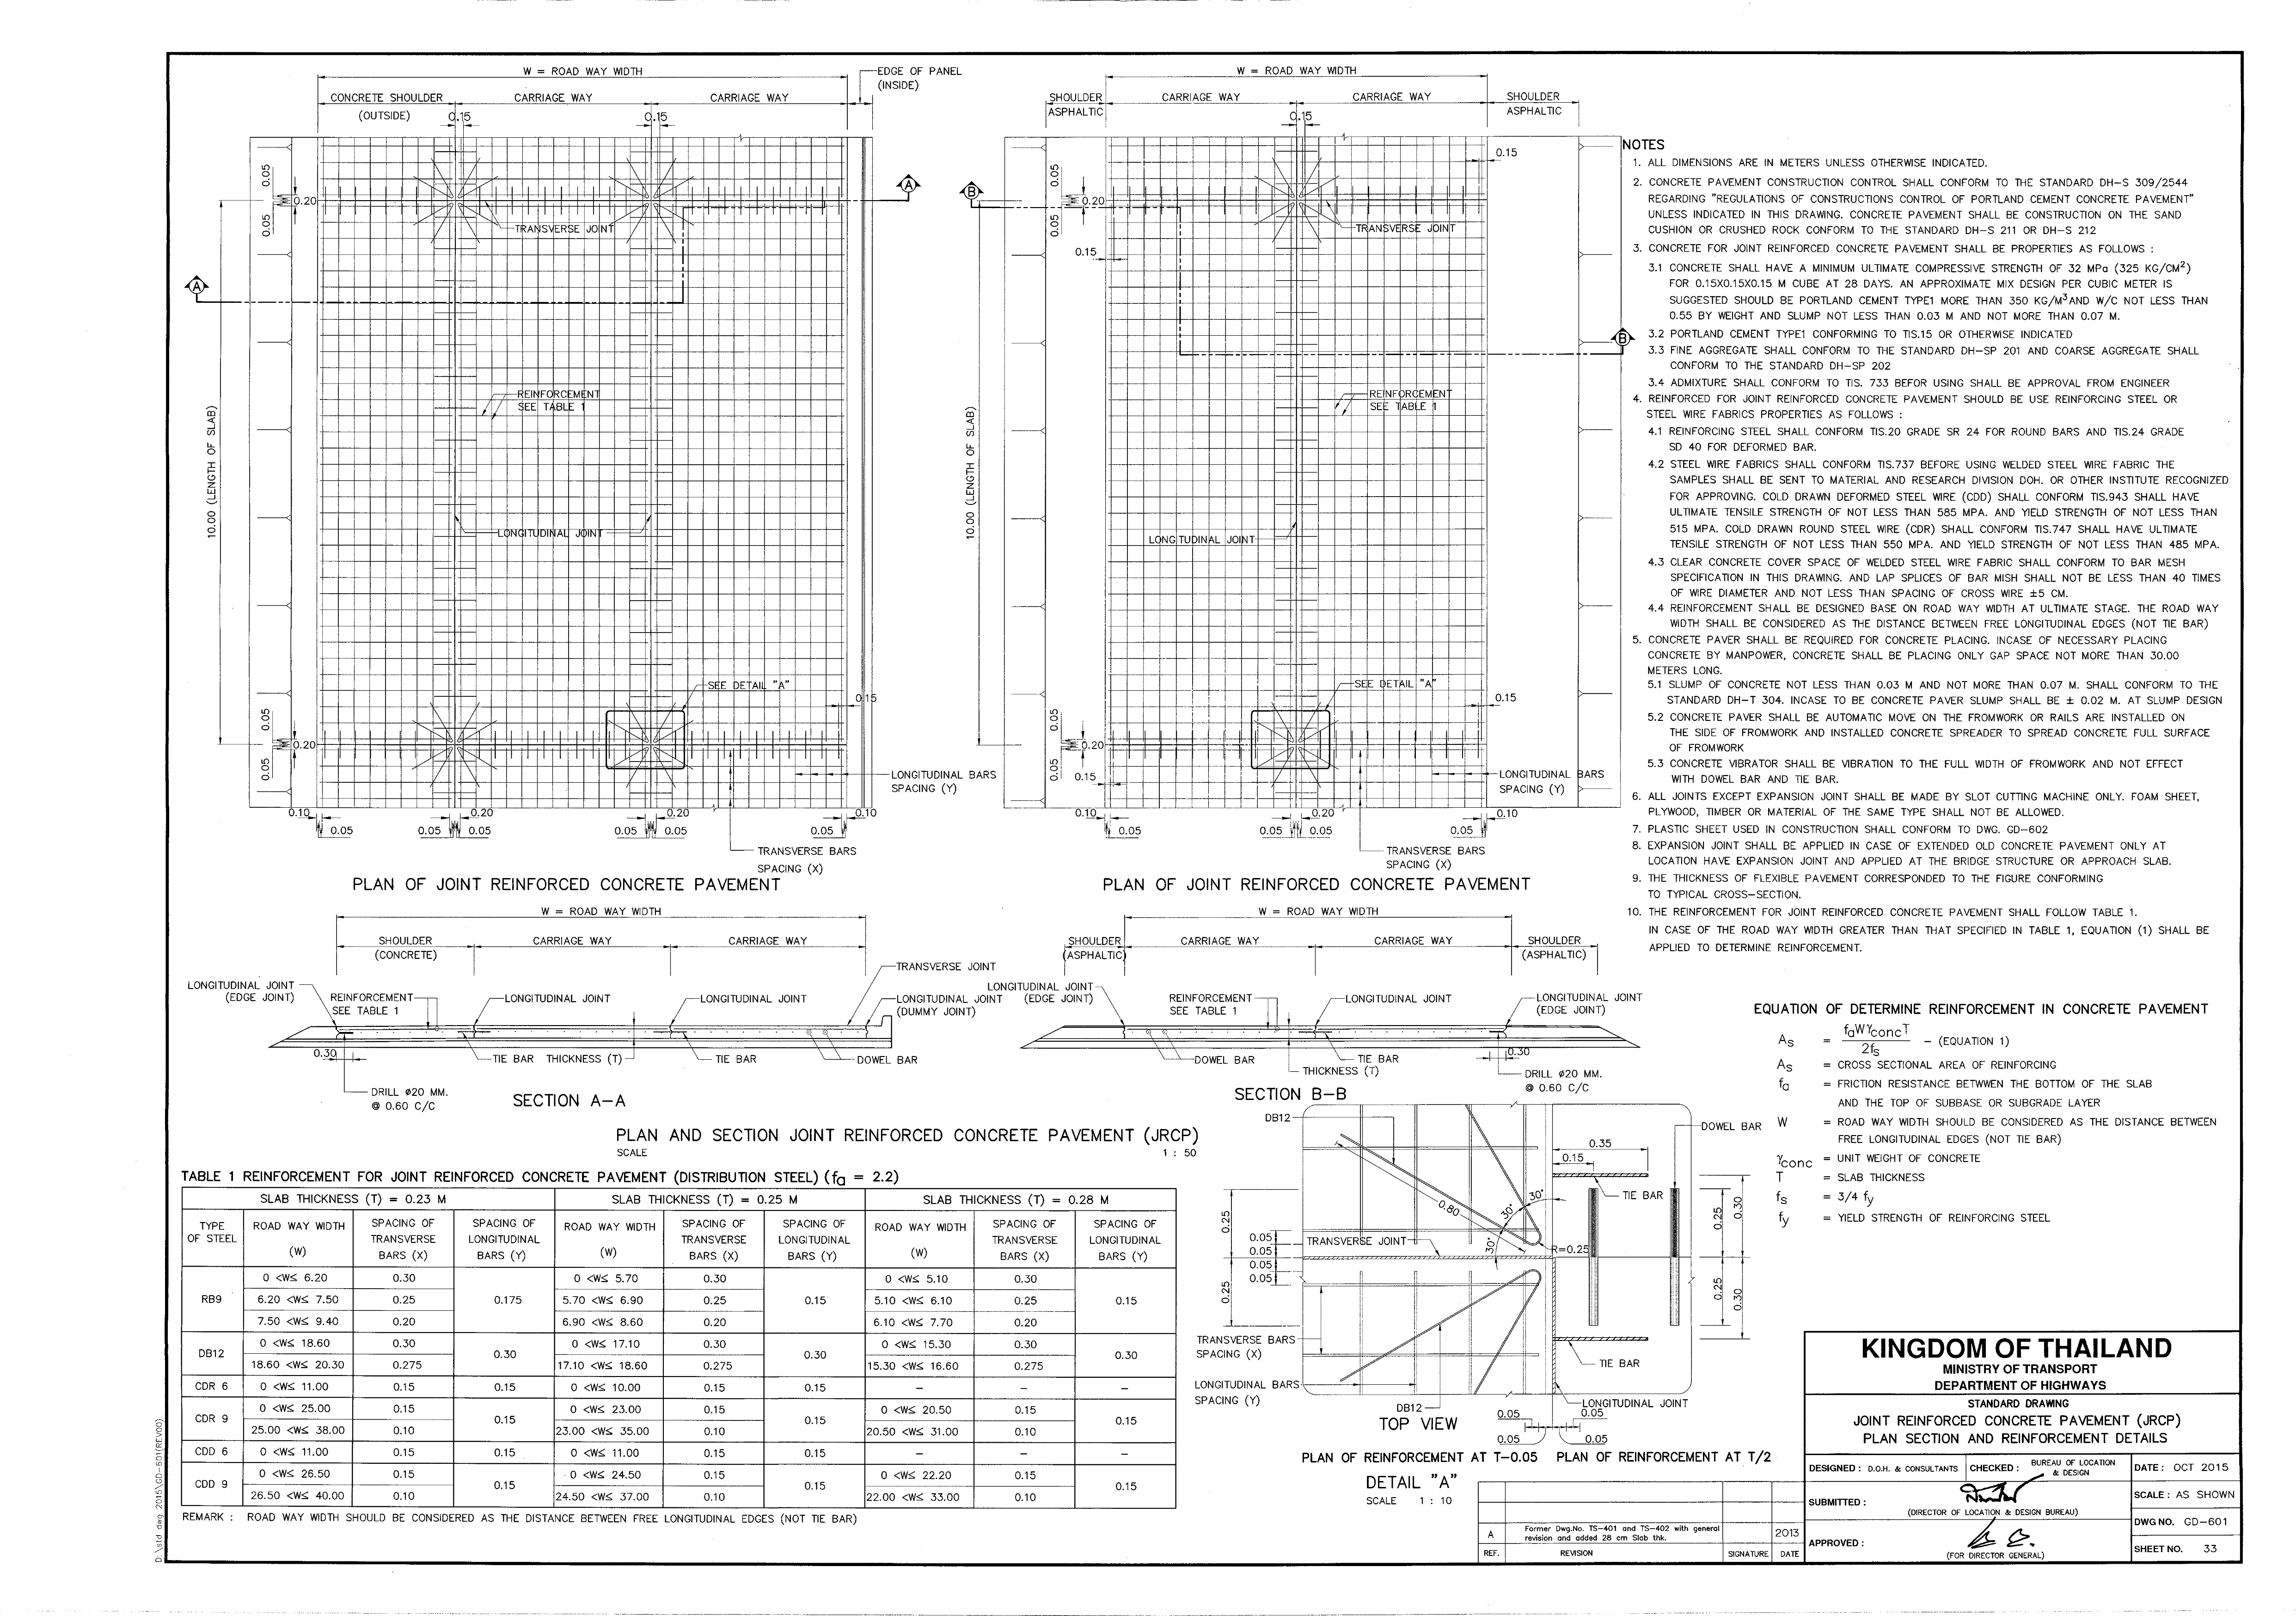 W = ROAD WAY WIDTH
EDGE OF PANEL
(INSIDE)
CONCRETE SHOULDER
(OUTSIDE)
CARRIAGE WAY
CARRIAGE WAY
0.15
0.15
0.05
0.20
0.05
A
TRANSVERSE JOINT
A
REINFORCEMENT
SEE TABLE 1
10.00 (LENGTH OF SLAB)
LONGITUDINAL JOINT
SEE DETAIL "A"
0.15
0.05
0.20
0.05
LONGITUDINAL BARS
SPACING (Y)
0.10
0.20
0.20
0.10
0.05
0.05
0.05
0.05
0.05
0.05
TRANSVERSE BARS
SPACING (X)
PLAN OF JOINT REINFORCED CONCRETE PAVEMENT
W = ROAD WAY WIDTH
SHOULDER
ASPHALTIC
CARRIAGE WAY
CARRIAGE WAY
SHOULDER
ASPHALTIC
0.15
0.15
B
0.05
0.20
0.05
TRANSVERSE JOINT
0.15
B
REINFORCEMENT
SEE TABLE 1
10.00 (LENGTH OF SLAB)
LONGITUDINAL JOINT
SEE DETAIL "A"
0.15
0.05
0.20
0.05
0.15
LONGITUDINAL BARS
SPACING (Y)
0.10
0.20
0.10
0.05
0.05
0.05
0.05
TRANSVERSE BARS
SPACING (X)
PLAN OF JOINT REINFORCED CONCRETE PAVEMENT
W = ROAD WAY WIDTH
SHOULDER
(CONCRETE)
CARRIAGE WAY
CARRIAGE WAY
TRANSVERSE JOINT
LONGITUDINAL JOINT
(EDGE JOINT)
REINFORCEMENT
SEE TABLE 1
LONGITUDINAL JOINT
LONGITUDINAL JOINT
LONGITUDINAL JOINT
(DUMMY JOINT)
0.30
TIE BAR
THICKNESS (T)
TIE BAR
DOWEL BAR
DRILL ø20 MM.
@ 0.60 C/C
SECTION A-A
W = ROAD WAY WIDTH
SHOULDER
(ASPHALTIC)
CARRIAGE WAY
CARRIAGE WAY
SHOULDER
(ASPHALTIC)
LONGITUDINAL JOINT
(EDGE JOINT)
REINFORCEMENT
SEE TABLE 1
LONGITUDINAL JOINT
LONGITUDINAL JOINT
(EDGE JOINT)
DOWEL BAR
TIE BAR
0.30
THICKNESS (T)
DRILL ø20 MM.
@ 0.60 C/C
SECTION B-B
PLAN AND SECTION JOINT REINFORCED CONCRETE PAVEMENT (JRCP)
SCALE 1 : 50
TABLE 1 REINFORCEMENT FOR JOINT REINFORCED CONCRETE PAVEMENT (DISTRIBUTION STEEL) (fa = 2.2)
SLAB THICKNESS (T) = 0.23 M SLAB THICKNESS (T) = 0.25 M SLAB THICKNESS (T) = 0.28 M
TYPE OF STEEL ROAD WAY WIDTH (W) SPACING OF TRANSVERSE BARS (X) SPACING OF LONGITUDINAL BARS (Y) ROAD WAY WIDTH (W) SPACING OF TRANSVERSE BARS (X) SPACING OF LONGITUDINAL BARS (Y) ROAD WAY WIDTH (W) SPACING OF TRANSVERSE BARS (X) SPACING OF LONGITUDINAL BARS (Y)
0 <W≤ 6.20 0.30 0 <W≤ 5.70 0.30 0 <W≤ 5.10 0.30
RB9 6.20 <W≤ 7.50 0.25 0.175 5.70 <W≤ 6.90 0.25 0.15 5.10 <W≤ 6.10 0.25 0.15
7.50 <W≤ 9.40 0.20 6.90 <W≤ 8.60 0.20 6.10 <W≤ 7.70 0.20
DB12 0 <W≤ 18.60 0.30 0.30 0 <W≤ 17.10 0.30 0.30 0 <W≤ 15.30 0.30 0.30
18.60 <W≤ 20.30 0.275 17.10 <W≤ 18.60 0.275 15.30 <W≤ 16.60 0.275
CDR 6 0 <W≤ 11.00 0.15 0.15 0 <W≤ 10.00 0.15 0.15 - - -
CDR 9 0 <W≤ 25.00 0.15 0.15 0 <W≤ 23.00 0.15 0.15 0 <W≤ 20.50 0.15 0.15
25.00 <W≤ 38.00 0.10 23.00 <W≤ 35.00 0.10 20.50 <W≤ 31.00 0.10
CDD 6 0 <W≤ 11.00 0.15 0.15 0 <W≤ 11.00 0.15 0.15 - - -
CDD 9 0 <W≤ 26.50 0.15 0.15 0 <W≤ 24.50 0.15 0.15 0 <W≤ 22.20 0.15 0.15
26.50 <W≤ 40.00 0.10 24.50 <W≤ 37.00 0.10 22.00 <W≤ 33.00 0.10
REMARK : ROAD WAY WIDTH SHOULD BE CONSIDERED AS THE DISTANCE BETWEEN FREE LONGITUDINAL EDGES (NOT TIE BAR)
D:\std dwg 2015\GD-601(REV00)
DB12
DOWEL BAR
0.35
0.15
0.80
30°
30°
30°
TIE BAR
0.25
0.25
0.30
0.05
0.05
0.05
0.05
TRANSVERSE JOINT
R=0.25
0.25
0.25
0.30
TRANSVERSE BARS
SPACING (X)
TIE BAR
LONGITUDINAL BARS
SPACING (Y)
DB12
LONGITUDINAL JOINT
0.05
0.05
0.05
0.05
TOP VIEW
PLAN OF REINFORCEMENT AT T-0.05
PLAN OF REINFORCEMENT AT T/2
DETAIL "A"
SCALE 1 : 10
NOTES
1. ALL DIMENSIONS ARE IN METERS UNLESS OTHERWISE INDICATED.
2. CONCRETE PAVEMENT CONSTRUCTION CONTROL SHALL CONFORM TO THE STANDARD DH-S 309/2544
REGARDING "REGULATIONS OF CONSTRUCTIONS CONTROL OF PORTLAND CEMENT CONCRETE PAVEMENT"
UNLESS INDICATED IN THIS DRAWING. CONCRETE PAVEMENT SHALL BE CONSTRUCTION ON THE SAND
CUSHION OR CRUSHED ROCK CONFORM TO THE STANDARD DH-S 211 OR DH-S 212
3. CONCRETE FOR JOINT REINFORCED CONCRETE PAVEMENT SHALL BE PROPERTIES AS FOLLOWS :
3.1 CONCRETE SHALL HAVE A MINIMUM ULTIMATE COMPRESSIVE STRENGTH OF 32 MPa (325 KG/CM²)
FOR 0.15X0.15X0.15 M CUBE AT 28 DAYS. AN APPROXIMATE MIX DESIGN PER CUBIC METER IS
SUGGESTED SHOULD BE PORTLAND CEMENT TYPE1 MORE THAN 350 KG/M³AND W/C NOT LESS THAN
0.55 BY WEIGHT AND SLUMP NOT LESS THAN 0.03 M AND NOT MORE THAN 0.07 M.
3.2 PORTLAND CEMENT TYPE1 CONFORMING TO TIS.15 OR OTHERWISE INDICATED
3.3 FINE AGGREGATE SHALL CONFORM TO THE STANDARD DH-SP 201 AND COARSE AGGREGATE SHALL
CONFORM TO THE STANDARD DH-SP 202
3.4 ADMIXTURE SHALL CONFORM TO TIS. 733 BEFOR USING SHALL BE APPROVAL FROM ENGINEER
4. REINFORCED FOR JOINT REINFORCED CONCRETE PAVEMENT SHOULD BE USE REINFORCING STEEL OR
STEEL WIRE FABRICS PROPERTIES AS FOLLOWS :
4.1 REINFORCING STEEL SHALL CONFORM TIS.20 GRADE SR 24 FOR ROUND BARS AND TIS.24 GRADE
SD 40 FOR DEFORMED BAR.
4.2 STEEL WIRE FABRICS SHALL CONFORM TIS.737 BEFORE USING WELDED STEEL WIRE FABRIC THE
SAMPLES SHALL BE SENT TO MATERIAL AND RESEARCH DIVISION DOH. OR OTHER INSTITUTE RECOGNIZED
FOR APPROVING. COLD DRAWN DEFORMED STEEL WIRE (CDD) SHALL CONFORM TIS.943 SHALL HAVE
ULTIMATE TENSILE STRENGTH OF NOT LESS THAN 585 MPA. AND YIELD STRENGTH OF NOT LESS THAN
515 MPA. COLD DRAWN ROUND STEEL WIRE (CDR) SHALL CONFORM TIS.747 SHALL HAVE ULTIMATE
TENSILE STRENGTH OF NOT LESS THAN 550 MPA. AND YIELD STRENGTH OF NOT LESS THAN 485 MPA.
4.3 CLEAR CONCRETE COVER SPACE OF WELDED STEEL WIRE FABRIC SHALL CONFORM TO BAR MESH
SPECIFICATION IN THIS DRAWING. AND LAP SPLICES OF BAR MISH SHALL NOT BE LESS THAN 40 TIMES
OF WIRE DIAMETER AND NOT LESS THAN SPACING OF CROSS WIRE ±5 CM.
4.4 REINFORCEMENT SHALL BE DESIGNED BASE ON ROAD WAY WIDTH AT ULTIMATE STAGE. THE ROAD WAY
WIDTH SHALL BE CONSIDERED AS THE DISTANCE BETWEEN FREE LONGITUDINAL EDGES (NOT TIE BAR)
5. CONCRETE PAVER SHALL BE REQUIRED FOR CONCRETE PLACING. INCASE OF NECESSARY PLACING
CONCRETE BY MANPOWER, CONCRETE SHALL BE PLACING ONLY GAP SPACE NOT MORE THAN 30.00
METERS LONG.
5.1 SLUMP OF CONCRETE NOT LESS THAN 0.03 M AND NOT MORE THAN 0.07 M. SHALL CONFORM TO THE
STANDARD DH-T 304. INCASE TO BE CONCRETE PAVER SLUMP SHALL BE ± 0.02 M. AT SLUMP DESIGN
5.2 CONCRETE PAVER SHALL BE AUTOMATIC MOVE ON THE FROMWORK OR RAILS ARE INSTALLED ON
THE SIDE OF FROMWORK AND INSTALLED CONCRETE SPREADER TO SPREAD CONCRETE FULL SURFACE
OF FROMWORK
5.3 CONCRETE VIBRATOR SHALL BE VIBRATION TO THE FULL WIDTH OF FROMWORK AND NOT EFFECT
WITH DOWEL BAR AND TIE BAR.
6. ALL JOINTS EXCEPT EXPANSION JOINT SHALL BE MADE BY SLOT CUTTING MACHINE ONLY. FOAM SHEET,
PLYWOOD, TIMBER OR MATERIAL OF THE SAME TYPE SHALL NOT BE ALLOWED.
7. PLASTIC SHEET USED IN CONSTRUCTION SHALL CONFORM TO DWG. GD-602
8. EXPANSION JOINT SHALL BE APPLIED IN CASE OF EXTENDED OLD CONCRETE PAVEMENT ONLY AT
LOCATION HAVE EXPANSION JOINT AND APPLIED AT THE BRIDGE STRUCTURE OR APPROACH SLAB.
9. THE THICKNESS OF FLEXIBLE PAVEMENT CORRESPONDED TO THE FIGURE CONFORMING
TO TYPICAL CROSS-SECTION.
10. THE REINFORCEMENT FOR JOINT REINFORCED CONCRETE PAVEMENT SHALL FOLLOW TABLE 1.
IN CASE OF THE ROAD WAY WIDTH GREATER THAN THAT SPECIFIED IN TABLE 1, EQUATION (1) SHALL BE
APPLIED TO DETERMINE REINFORCEMENT.
EQUATION OF DETERMINE REINFORCEMENT IN CONCRETE PAVEMENT
As = faWγconcT / 2fs - (EQUATION 1)
As = CROSS SECTIONAL AREA OF REINFORCING
fa = FRICTION RESISTANCE BETWWEN THE BOTTOM OF THE SLAB
AND THE TOP OF SUBBASE OR SUBGRADE LAYER
W = ROAD WAY WIDTH SHOULD BE CONSIDERED AS THE DISTANCE BETWEEN
FREE LONGITUDINAL EDGES (NOT TIE BAR)
γconc = UNIT WEIGHT OF CONCRETE
T = SLAB THICKNESS
fs = 3/4 fy
fy = YIELD STRENGTH OF REINFORCING STEEL
KINGDOM OF THAILAND
MINISTRY OF TRANSPORT
DEPARTMENT OF HIGHWAYS
STANDARD DRAWING
JOINT REINFORCED CONCRETE PAVEMENT (JRCP)
PLAN SECTION AND REINFORCEMENT DETAILS
DESIGNED : D.O.H. & CONSULTANTS CHECKED : BUREAU OF LOCATION & DESIGN DATE : OCT 2015
SUBMITTED : (DIRECTOR OF LOCATION & DESIGN BUREAU) SCALE : AS SHOWN
DWG NO. GD-601
APPROVED : (FOR DIRECTOR GENERAL) SHEET NO. 33
A Former Dwg.No. TS-401 and TS-402 with general revision and added 28 cm Slab thk. 2013
REF. REVISION SIGNATURE DATE